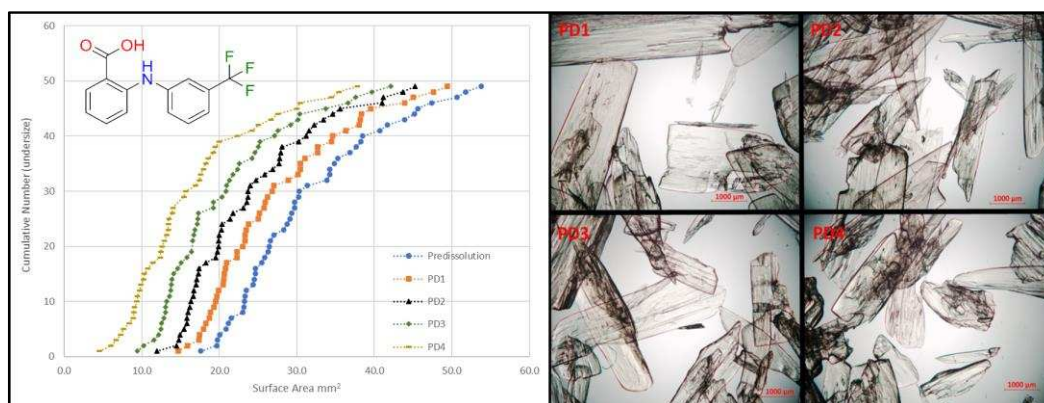 60
50
40
30
20
10
0
0.0
10.0
20.0
30.0
40.0
50.0
60.0
Cumulative Number (undersize)
Surface Area mm²
O
OH
H
N
F
F
F
Predissolution
PD1
PD2
PD3
PD4
PD1
1000 µm
PD2
1000 µm
PD3
1000 µm
PD4
1000 µm